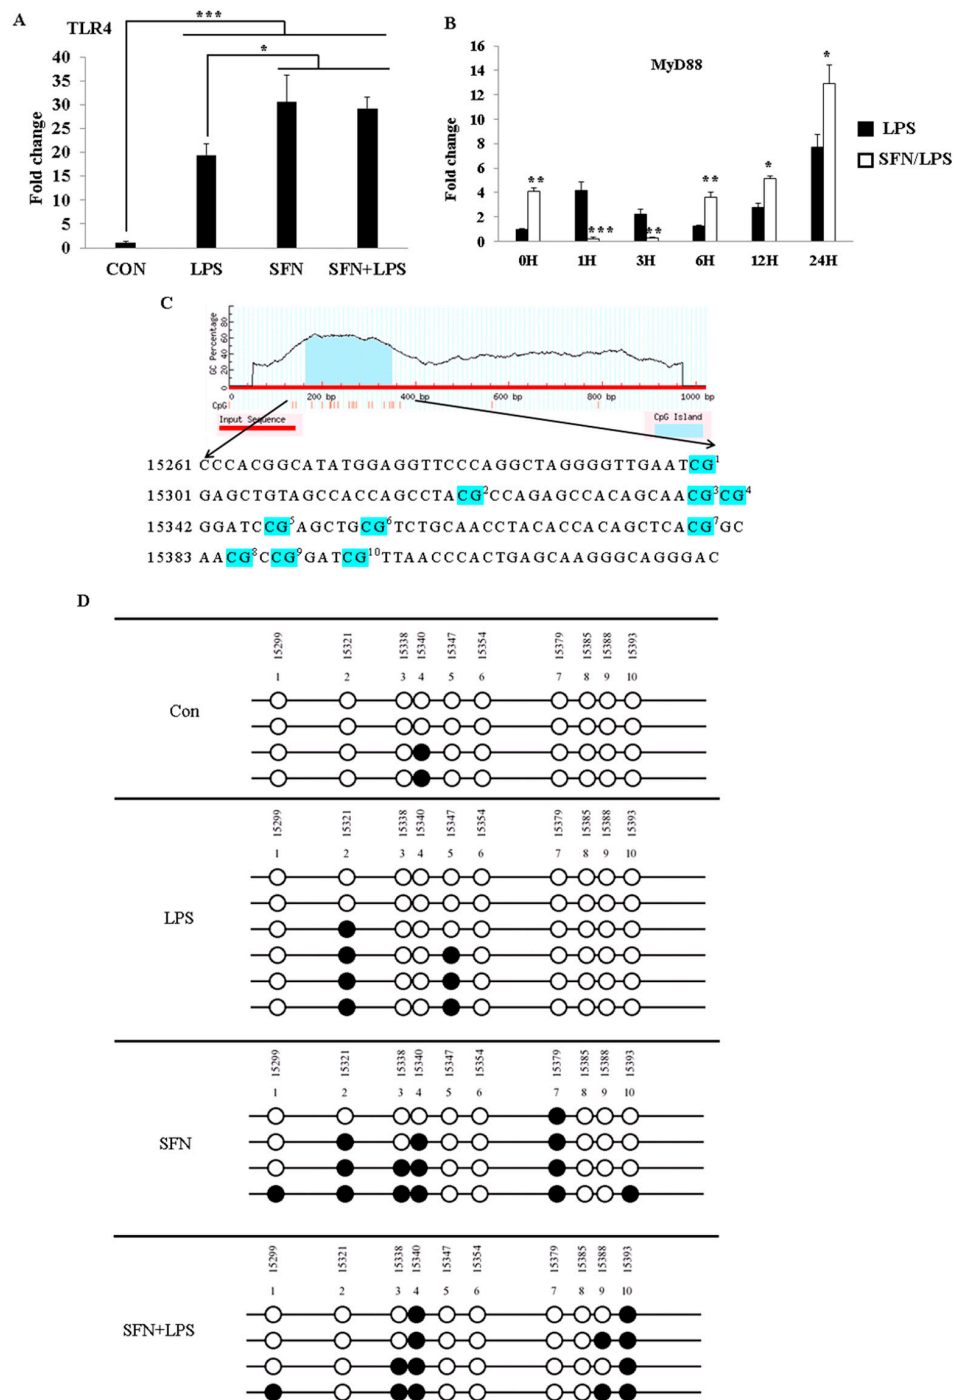 A
TLR4
***
*
Fold change
40
35
30
25
20
15
10
5
0
CON LPS SFN SFN+LPS
B
MyD88
Fold change
16
14
12
10
8
6
4
2
0
** *** ** ** * *
0H 1H 3H 6H 12H 24H
LPS
SFN/LPS
C
GC Percentage
0 20 40 60 80
0 200 bp 400 bp 600 bp 800 bp 1000 bp
CpG
Input Sequence
CpG Island
15261 CCCACGGCATATGGAGGTTCCCAGGCTAGGGGTTGAATCG1
15301 GAGCTGTAGCCACCAGCCTACG2CCAGAGCCACAGCAACG3CG4
15342 GGATCCG5AGCTGCG6TCTGCAACCTACACCACAGCTCACG7GC
15383 AACG8CCG9GATCG10TTAACCCACTGAGCAAGGGCAGGGAC
D
15299 15321 15338 15340 15347 15354 15379 15385 15388 15393
1 2 3 4 5 6 7 8 9 10
Con
15299 15321 15338 15340 15347 15354 15379 15385 15388 15393
1 2 3 4 5 6 7 8 9 10
LPS
15299 15321 15338 15340 15347 15354 15379 15385 15388 15393
1 2 3 4 5 6 7 8 9 10
SFN
15299 15321 15338 15340 15347 15354 15379 15385 15388 15393
1 2 3 4 5 6 7 8 9 10
SFN+LPS